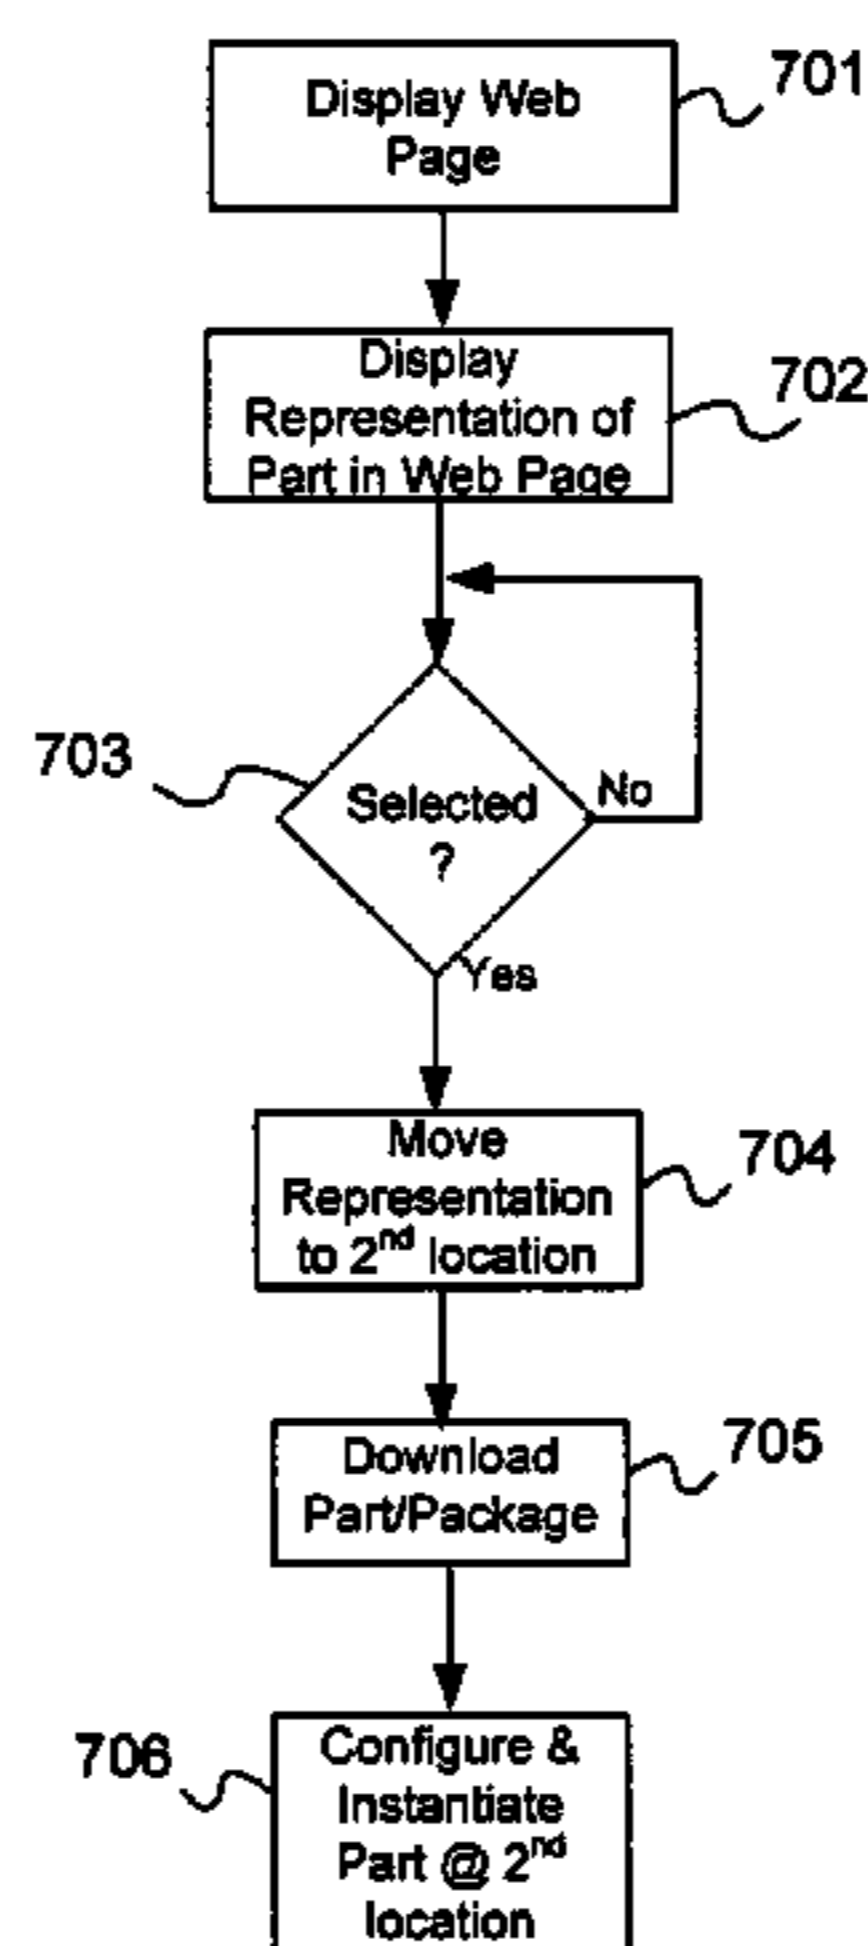 Display Web
Page
701
Display
Representation of
Part in Web Page
702
703
Selected
?
No
Yes
Move
Representation
to 2nd location
704
Download
Part/Package
705
706
Configure &
Instantiate
Part @ 2nd
location